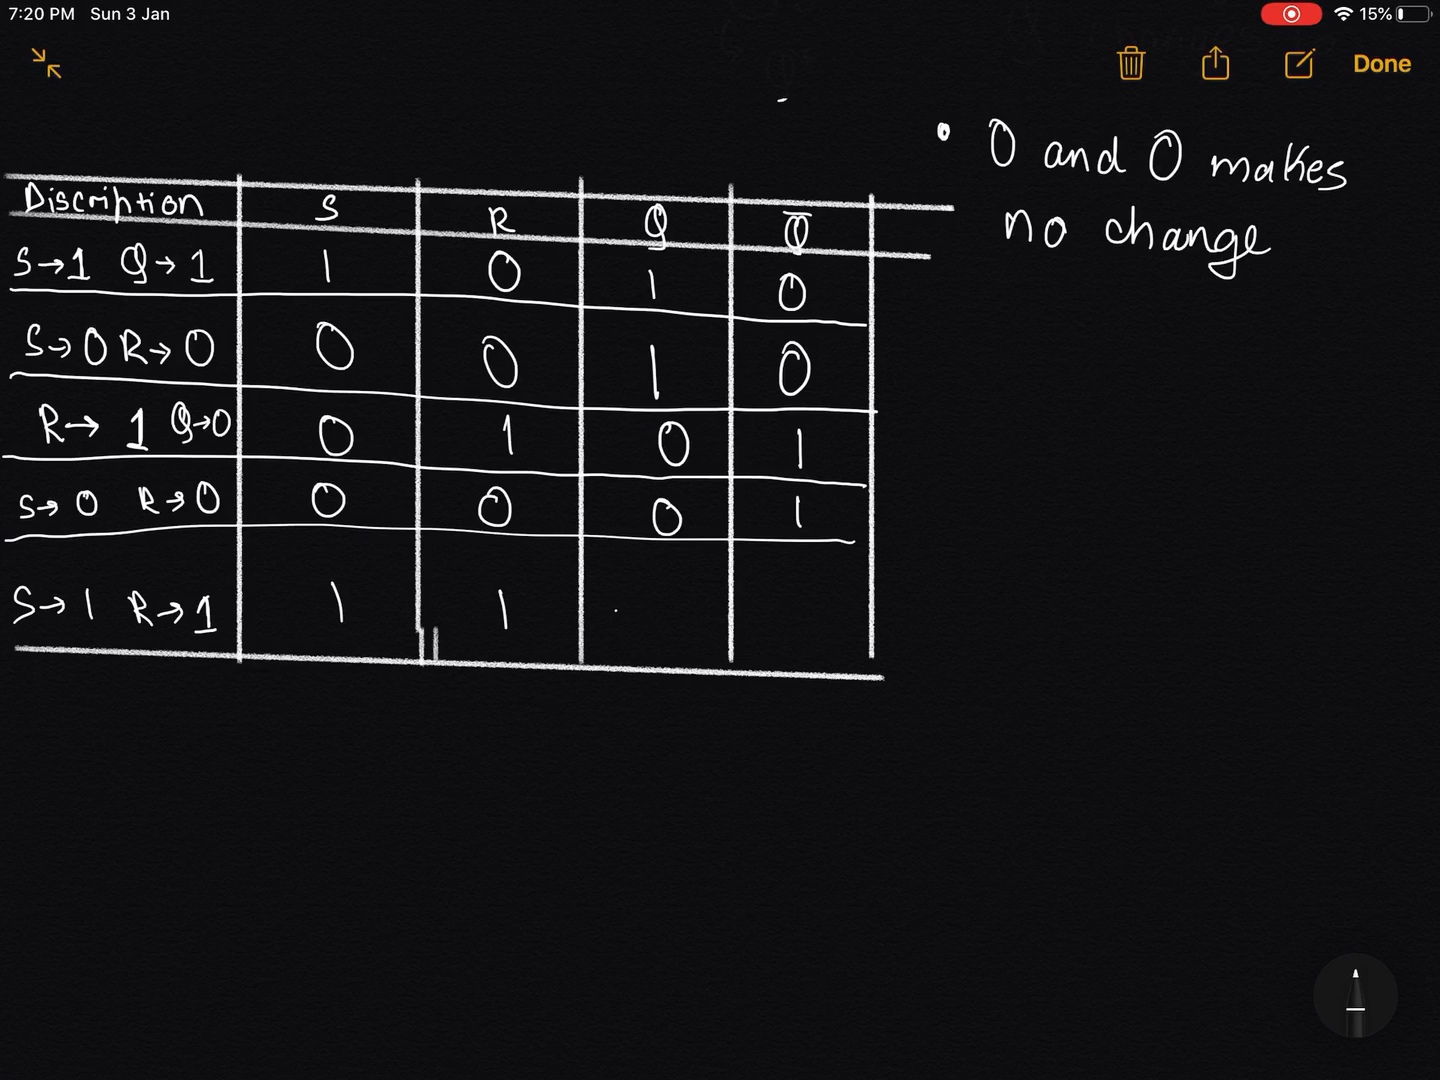 7:20 PM Sun 3 Jan 15%
Done
• 0 and 0 makes
no change
Discription S R Q Q̅
S→1 Q→1 1 0 1 0
S→0 R→0 0 0 1 0
R→ 1 Q→0 0 1 0 1
S→0 R→0 0 0 0 1
S→1 R→1 1 1